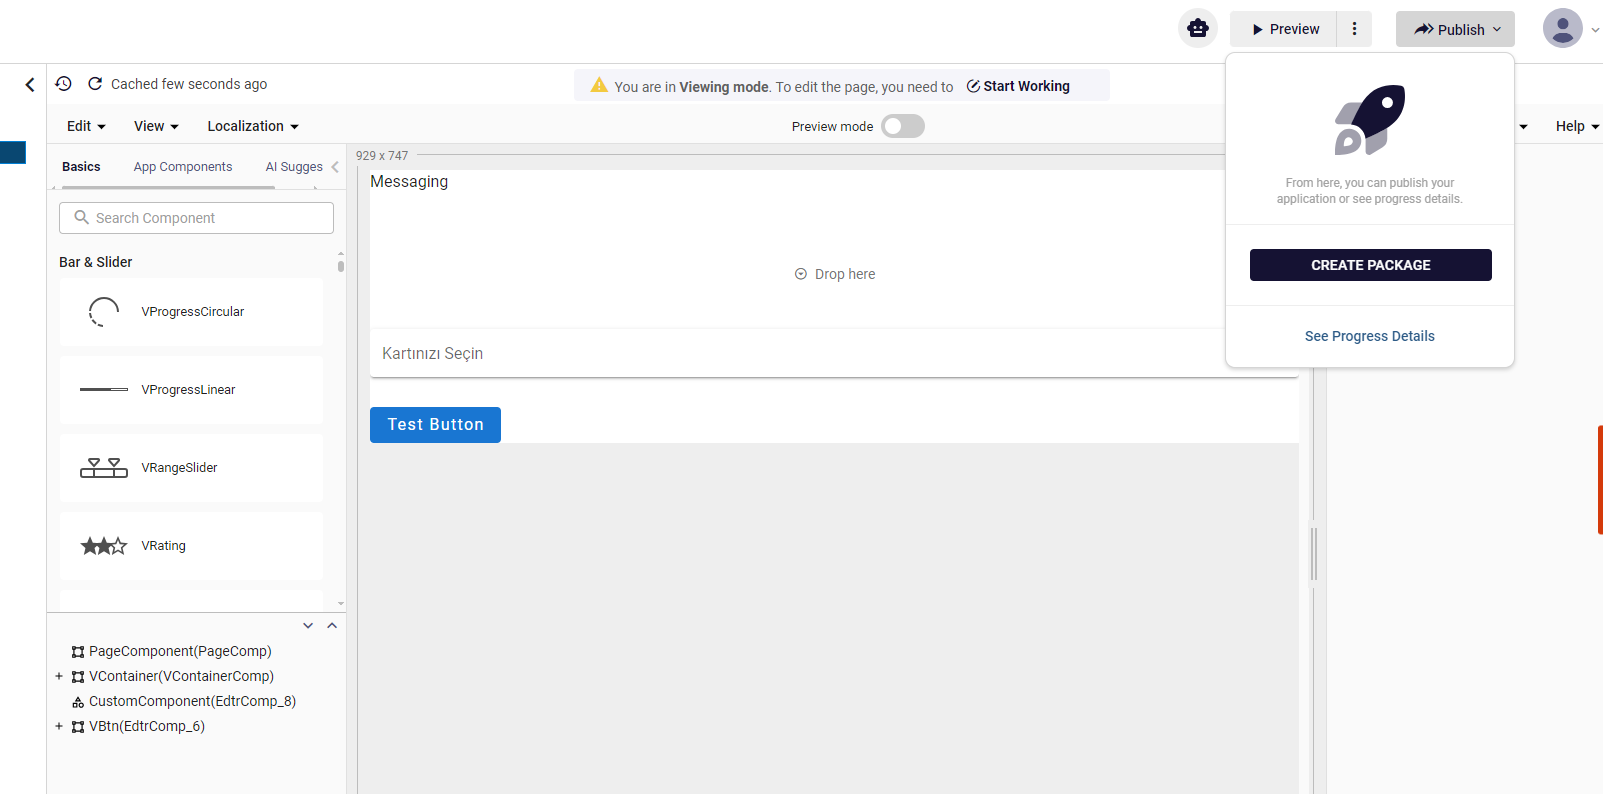 Preview
Publish
Cached few seconds ago
You are in Viewing mode. To edit the page, you need to Start Working
Edit
View
Localization
Preview mode
Help
Basics
App Components
AI Sugges
Search Component
Bar & Slider
VProgressCircular
VProgressLinear
VRangeSlider
VRating
PageComponent(PageComp)
+ VContainer(VContainerComp)
CustomComponent(EdtrComp_8)
+ VBtn(EdtrComp_6)
929 x 747
Messaging
Drop here
Kartınızı Seçin
Test Button
From here, you can publish your
application or see progress details.
CREATE PACKAGE
See Progress Details